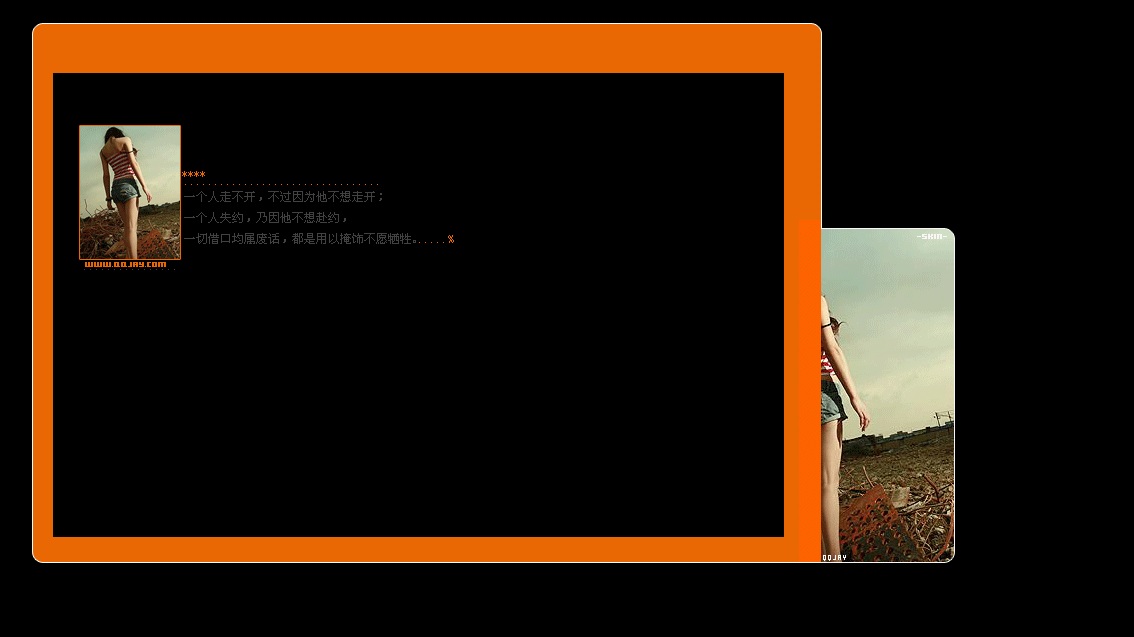 ****
一个人走不开，不过因为他不想走开；
一个人失约，乃因他不想赴约，
一切借口均属废话，都是用以掩饰不愿牺牲。.....%
WWW.QQJAY.COM
-SKIN-
QQJAY